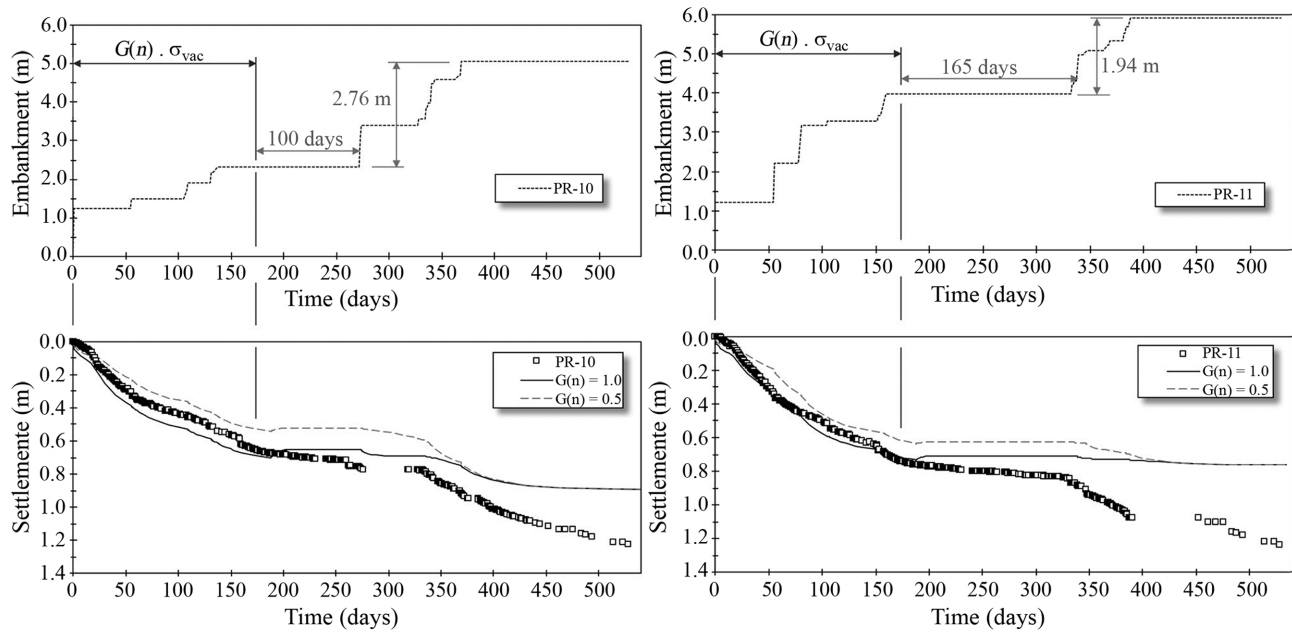 Embankment (m)
6.0
5.0
4.0
3.0
2.0
1.0
0.0
G(n) . σvac
2.76 m
100 days
PR-10
0 50 100 150 200 250 300 350 400 450 500
Time (days)
Embankment (m)
6.0
5.0
4.0
3.0
2.0
1.0
0.0
G(n) . σvac
165 days
1.94 m
PR-11
0 50 100 150 200 250 300 350 400 450 500
Time (days)
Settlemente (m)
0.0
0.2
0.4
0.6
0.8
1.0
1.2
1.4
PR-10
G(n) = 1.0
G(n) = 0.5
0 50 100 150 200 250 300 350 400 450 500
Time (days)
Settlemente (m)
0.0
0.2
0.4
0.6
0.8
1.0
1.2
1.4
PR-11
G(n) = 1.0
G(n) = 0.5
0 50 100 150 200 250 300 350 400 450 500
Time (days)